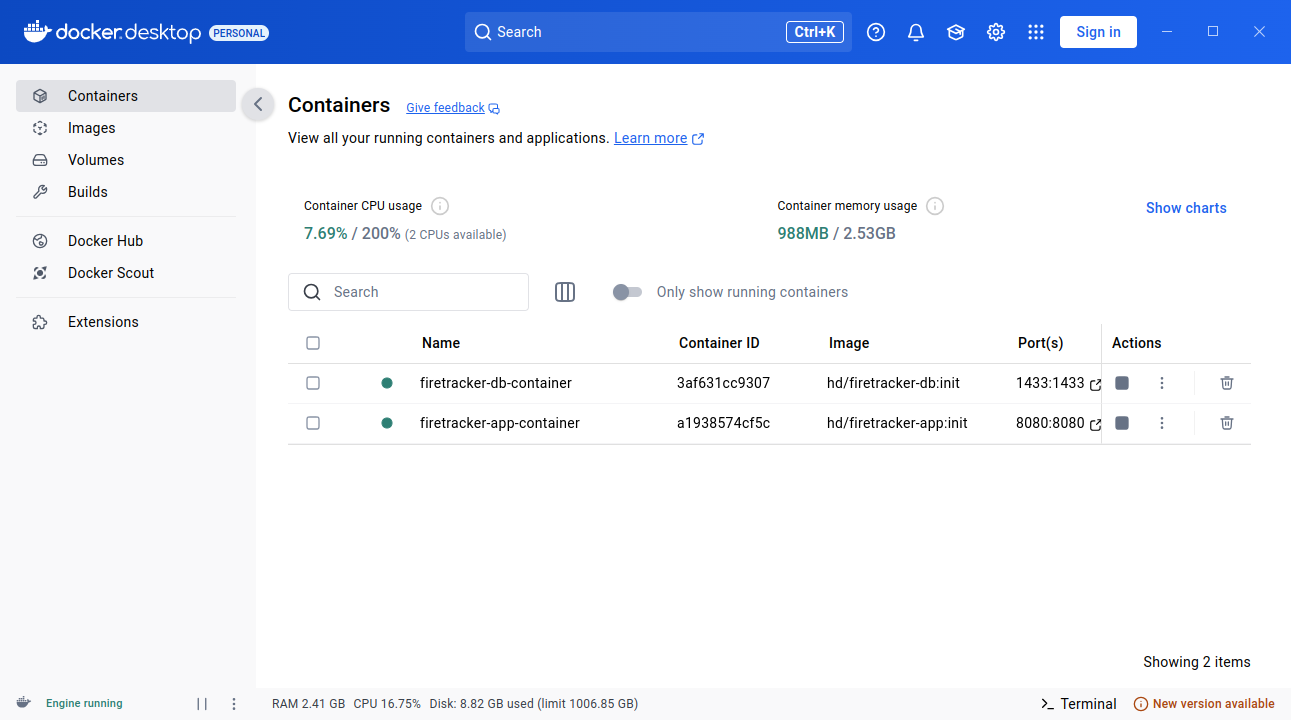 docker.desktop PERSONAL Search Ctrl+K Sign in
Containers
Images
Volumes
Builds
Docker Hub
Docker Scout
Extensions
Containers Give feedback
View all your running containers and applications. Learn more
Container CPU usage
7.69% / 200% (2 CPUs available)
Container memory usage
988MB / 2.53GB
Show charts
Search Only show running containers
Name Container ID Image Port(s) Actions
firetracker-db-container 3af631cc9307 hd/firetracker-db:init 1433:1433
firetracker-app-container a1938574cf5c hd/firetracker-app:init 8080:8080
Showing 2 items
Engine running RAM 2.41 GB CPU 16.75% Disk: 8.82 GB used (limit 1006.85 GB) Terminal New version available